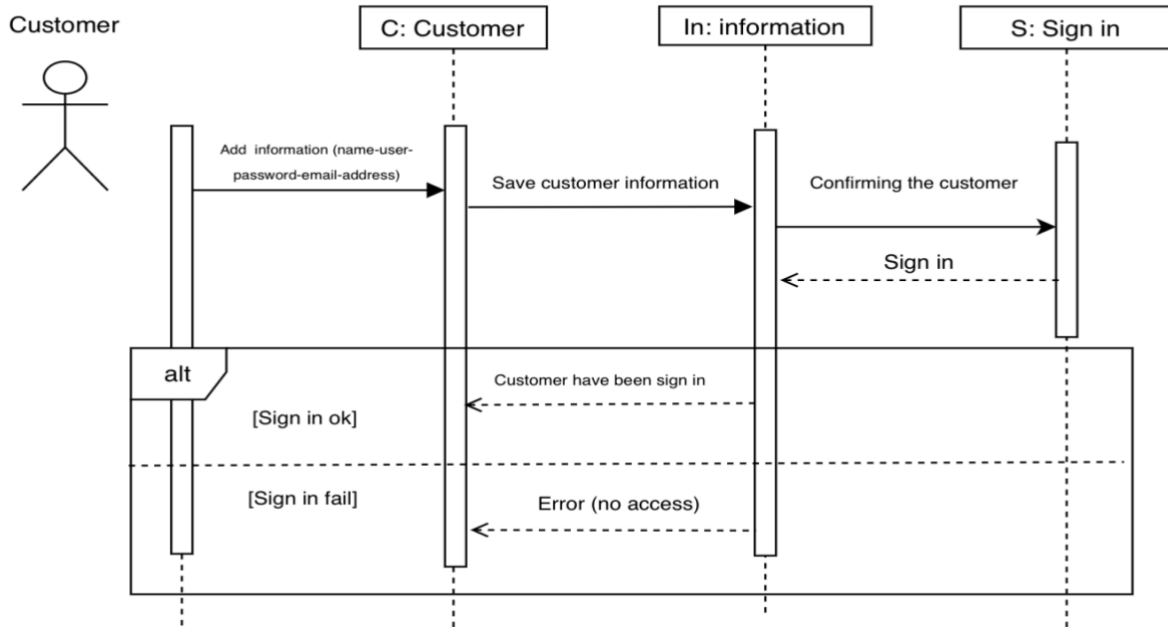 Customer
C: Customer
In: information
S: Sign in
Add information (name-user-
password-email-address)
Save customer information
Confirming the customer
Sign in
alt
Customer have been sign in
[Sign in ok]
[Sign in fail]
Error (no access)